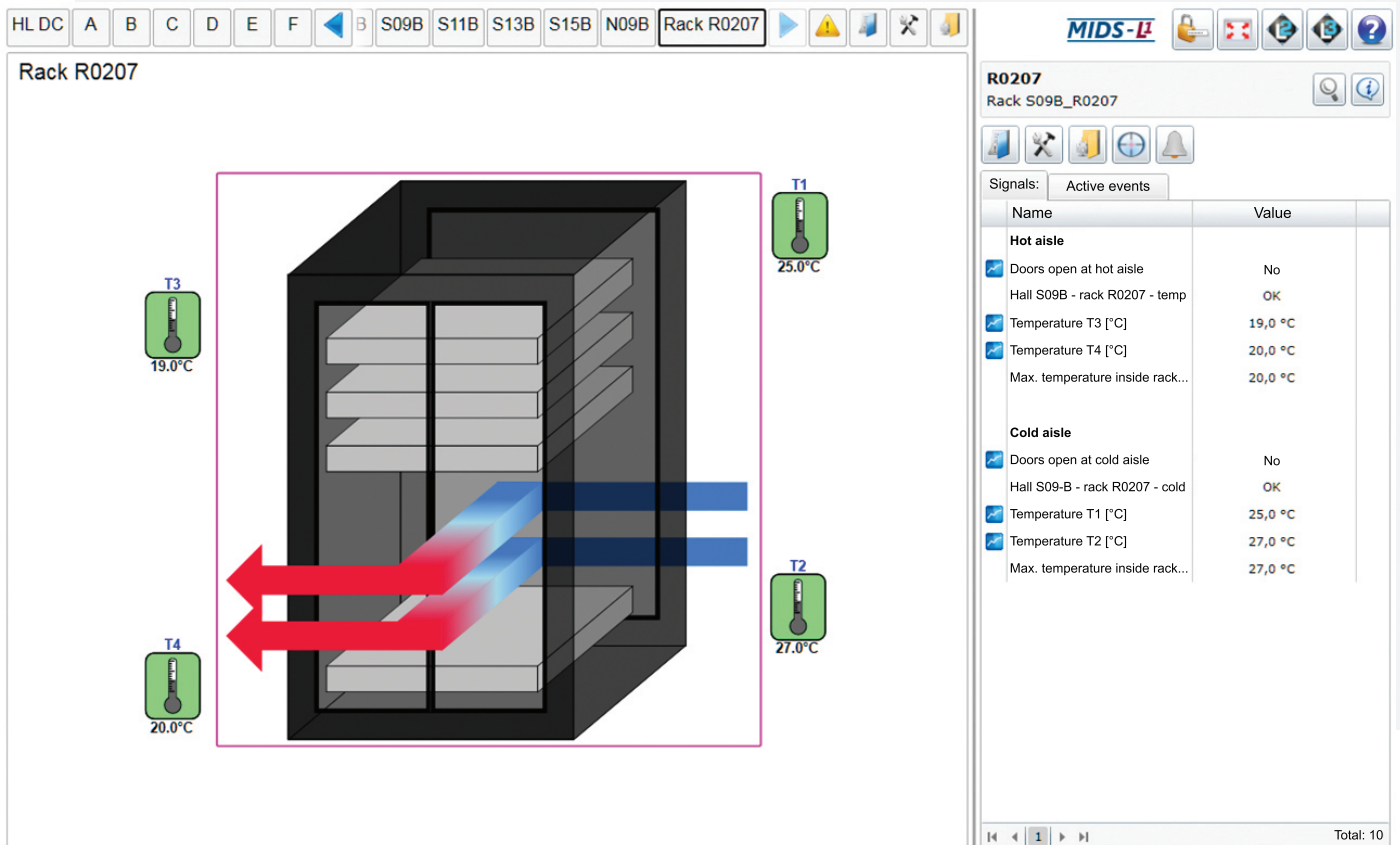 HL DC A B C D E F B S09B S11B S13B S15B N09B Rack R0207
Rack R0207
T1
25.0°C
T3
19.0°C
T2
27.0°C
T4
20.0°C
MIDS-L1
R0207
Rack S09B_R0207
Signals: Active events
Name Value
Hot aisle
Doors open at hot aisle No
Hall S09B - rack R0207 - temp OK
Temperature T3 [°C] 19,0 °C
Temperature T4 [°C] 20,0 °C
Max. temperature inside rack... 20,0 °C
Cold aisle
Doors open at cold aisle No
Hall S09-B - rack R0207 - cold OK
Temperature T1 [°C] 25,0 °C
Temperature T2 [°C] 27,0 °C
Max. temperature inside rack... 27,0 °C
1 Total: 10